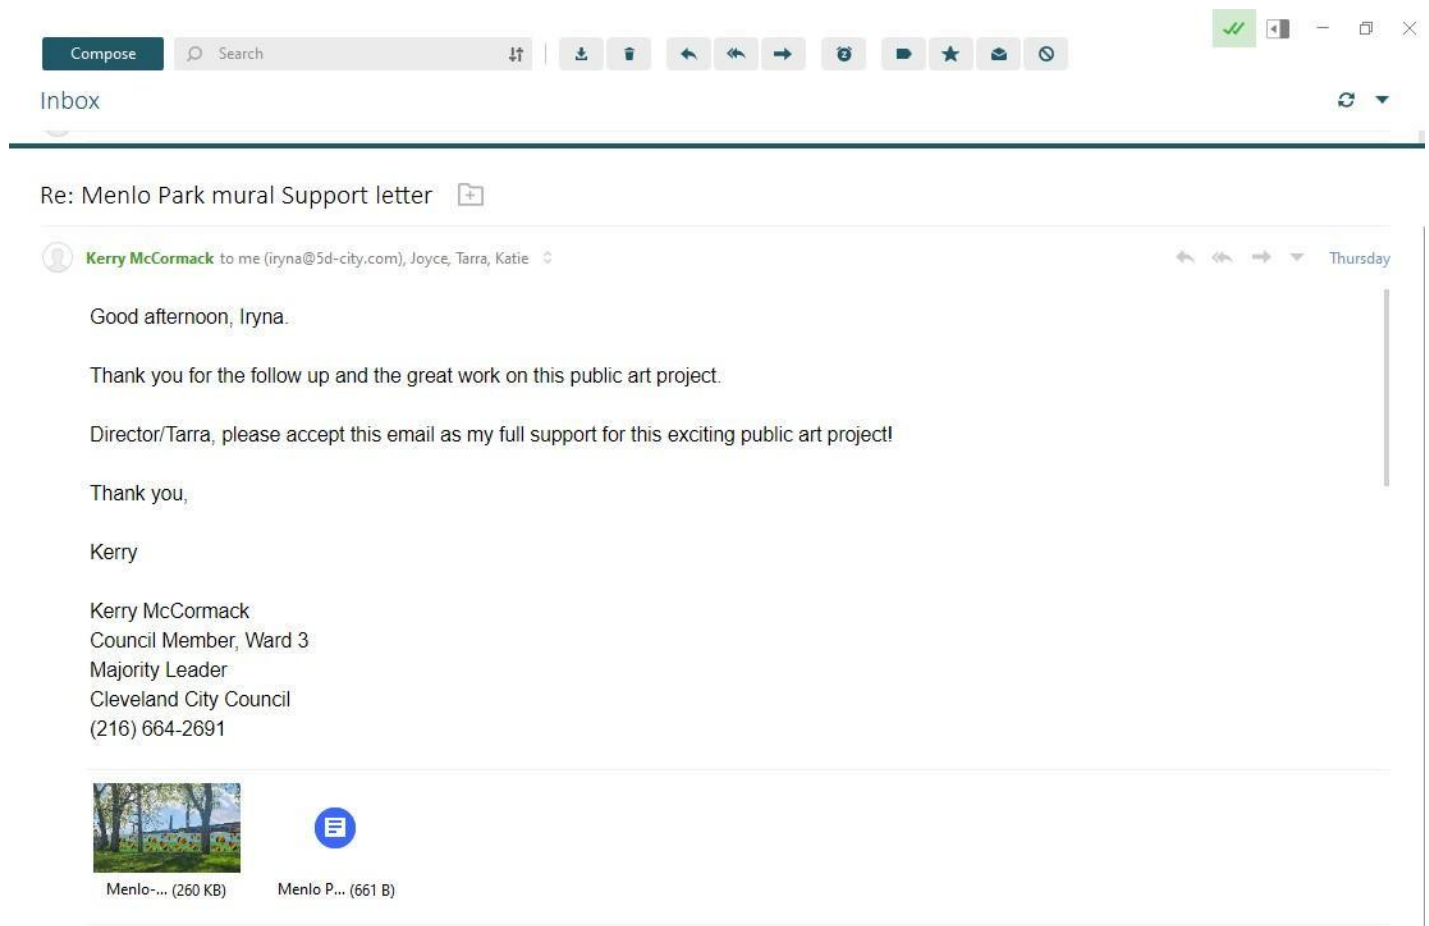 Compose
Search
Inbox
Re: Menlo Park mural Support letter
Kerry McCormack to me (iryna@5d-city.com), Joyce, Tarra, Katie
Thursday
Good afternoon, Iryna.
Thank you for the follow up and the great work on this public art project.
Director/Tarra, please accept this email as my full support for this exciting public art project!
Thank you,
Kerry
Kerry McCormack
Council Member, Ward 3
Majority Leader
Cleveland City Council
(216) 664-2691
Menlo-... (260 KB)
Menlo P... (661 B)